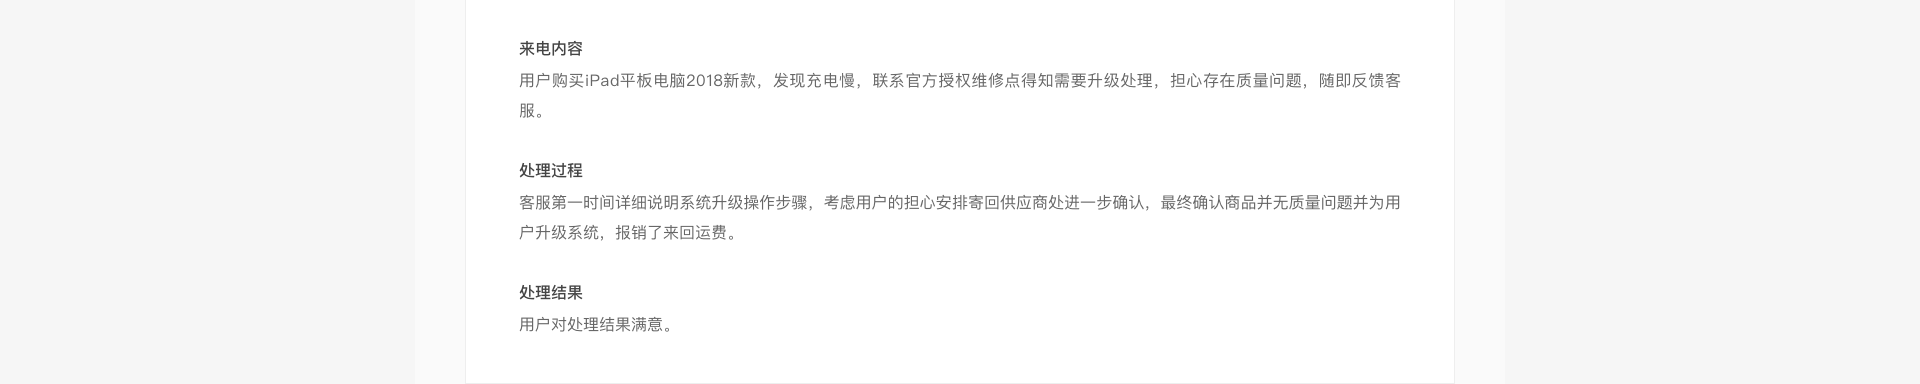 来电内容
用户购买iPad平板电脑2018新款，发现充电慢，联系官方授权维修点得知需要升级处理，担心存在质量问题，随即反馈客
服。
处理过程
客服第一时间详细说明系统升级操作步骤，考虑用户的担心安排寄回供应商处进一步确认，最终确认商品并无质量问题并为用
户升级系统，报销了来回运费。
处理结果
用户对处理结果满意。